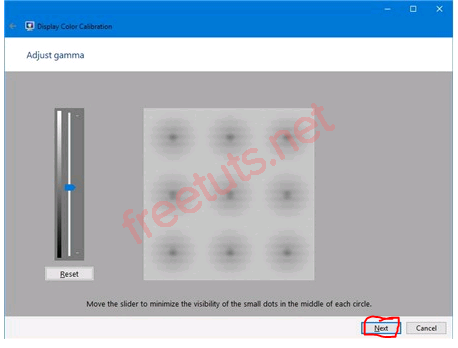 Display Color Calibration
Adjust gamma
freetuts.net
Reset
Move the slider to minimize the visibility of the small dots in the middle of each circle.
Next
Cancel